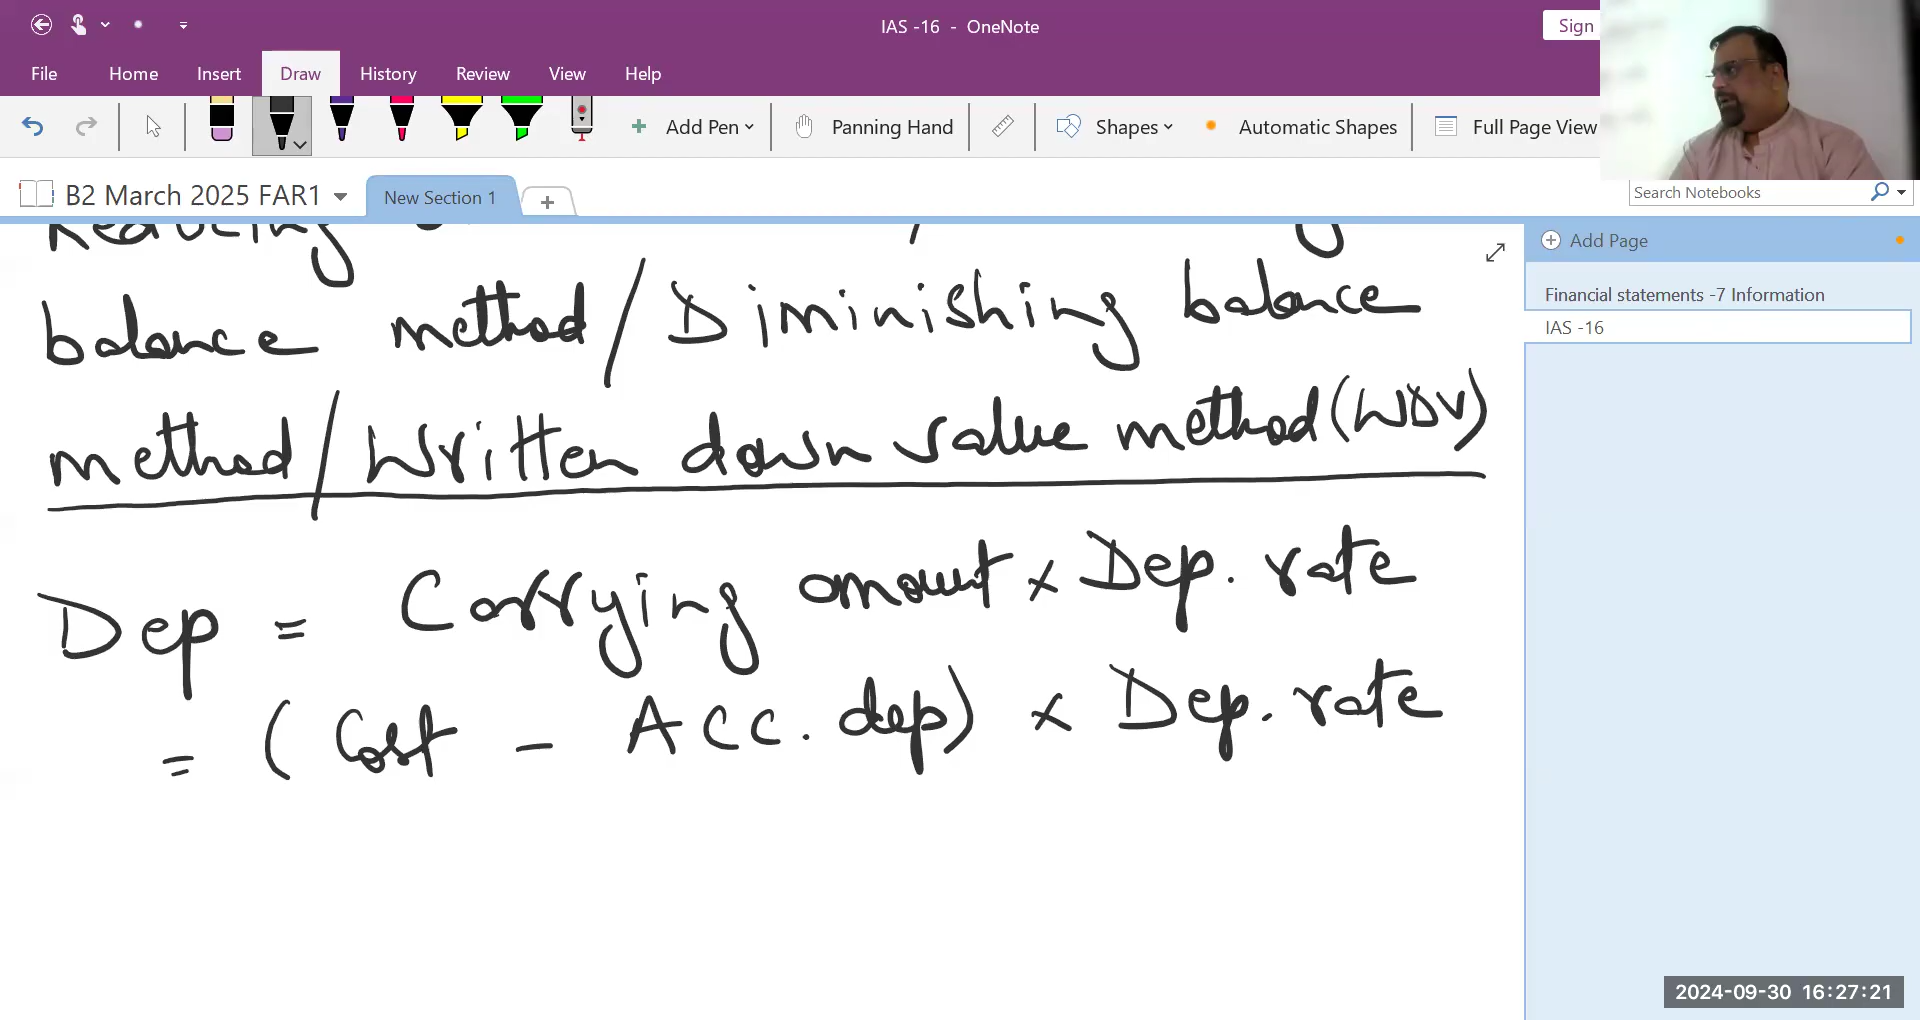 IAS -16 - OneNote
Sign
File Home Insert Draw History Review View Help
Add Pen Panning Hand Shapes Automatic Shapes Full Page View
B2 March 2025 FAR1 New Section 1
Search Notebooks
Add Page
Financial statements -7 Information
IAS -16
Reducing
balance method/Diminishing balance
method/Written down value method(WDV)
Dep = Carrying amount x Dep. rate
= (Cost - Acc. dep) x Dep. rate
2024-09-30 16:27:21